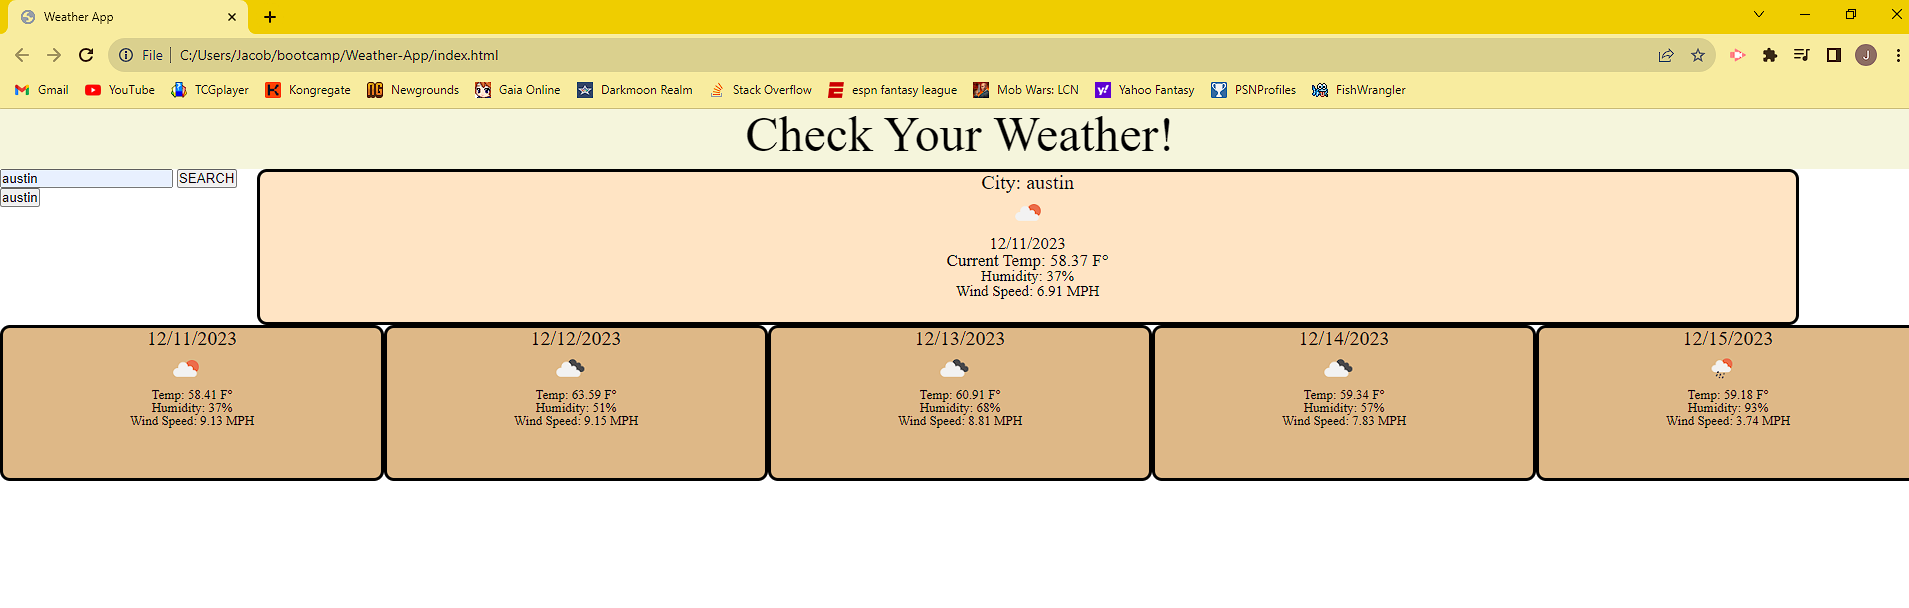 Weather App
File C:/Users/Jacob/bootcamp/Weather-App/index.html
J
Gmail YouTube TCGplayer Kongregate Newgrounds Gaia Online Darkmoon Realm Stack Overflow espn fantasy league Mob Wars: LCN Yahoo Fantasy PSNProfiles FishWrangler
Check Your Weather!
austin SEARCH
austin
City: austin
12/11/2023
Current Temp: 58.37 F°
Humidity: 37%
Wind Speed: 6.91 MPH
12/11/2023
Temp: 58.41 F°
Humidity: 37%
Wind Speed: 9.13 MPH
12/12/2023
Temp: 63.59 F°
Humidity: 51%
Wind Speed: 9.15 MPH
12/13/2023
Temp: 60.91 F°
Humidity: 68%
Wind Speed: 8.81 MPH
12/14/2023
Temp: 59.34 F°
Humidity: 57%
Wind Speed: 7.83 MPH
12/15/2023
Temp: 59.18 F°
Humidity: 93%
Wind Speed: 3.74 MPH